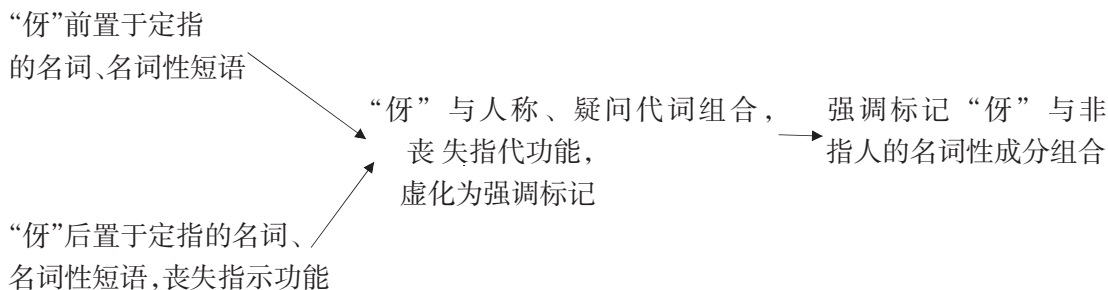 “伢”前置于定指
的名词、名词性短语
“伢”与人称、疑问代词组合,
丧失指代功能,
虚化为强调标记
强调标记“伢”与非
指人的名词性成分组合
“伢”后置于定指的名词、
名词性短语,丧失指示功能